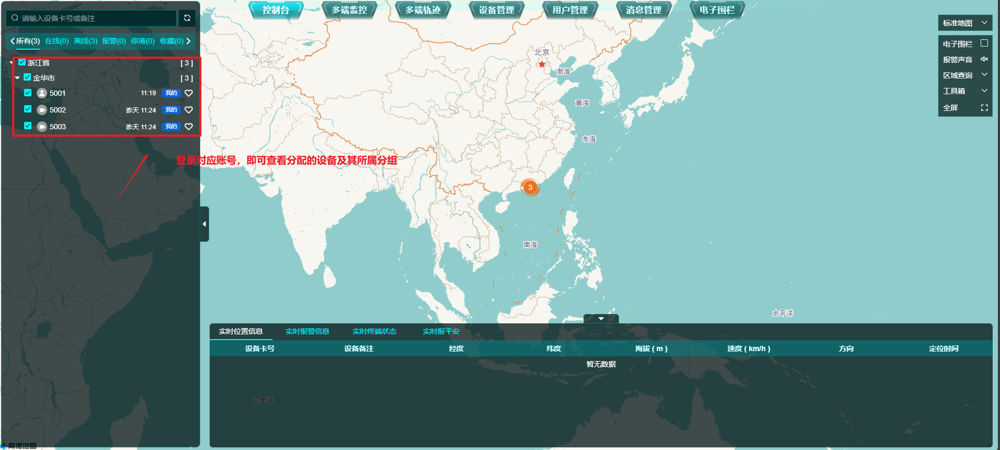 控制台 多端监控 多端轨迹 设备管理 用户管理 消息管理 电子围栏
请输入设备卡号或备注
所有(3) 在线(0) 离线(3) 报警(0) 停港(0) 收藏(0)
浙江省 [ 3 ]
金华市 [ 3 ]
5001 11:19 我的
5002 昨天 11:24 我的
5003 昨天 11:24 我的
登录对应账号，即可查看分配的设备及其所属分组
标准地图
电子围栏
报警声音
区域查询
工具箱
全屏
北京
渤海
黄海
东海
3
南海
太平洋
实时位置信息 实时报警信息 实时终端状态 实时报平安
设备卡号 设备备注 经度 纬度 海拔 ( m ) 速度 ( km/h ) 方向 定位时间
暂无数据
印度洋
高德地图